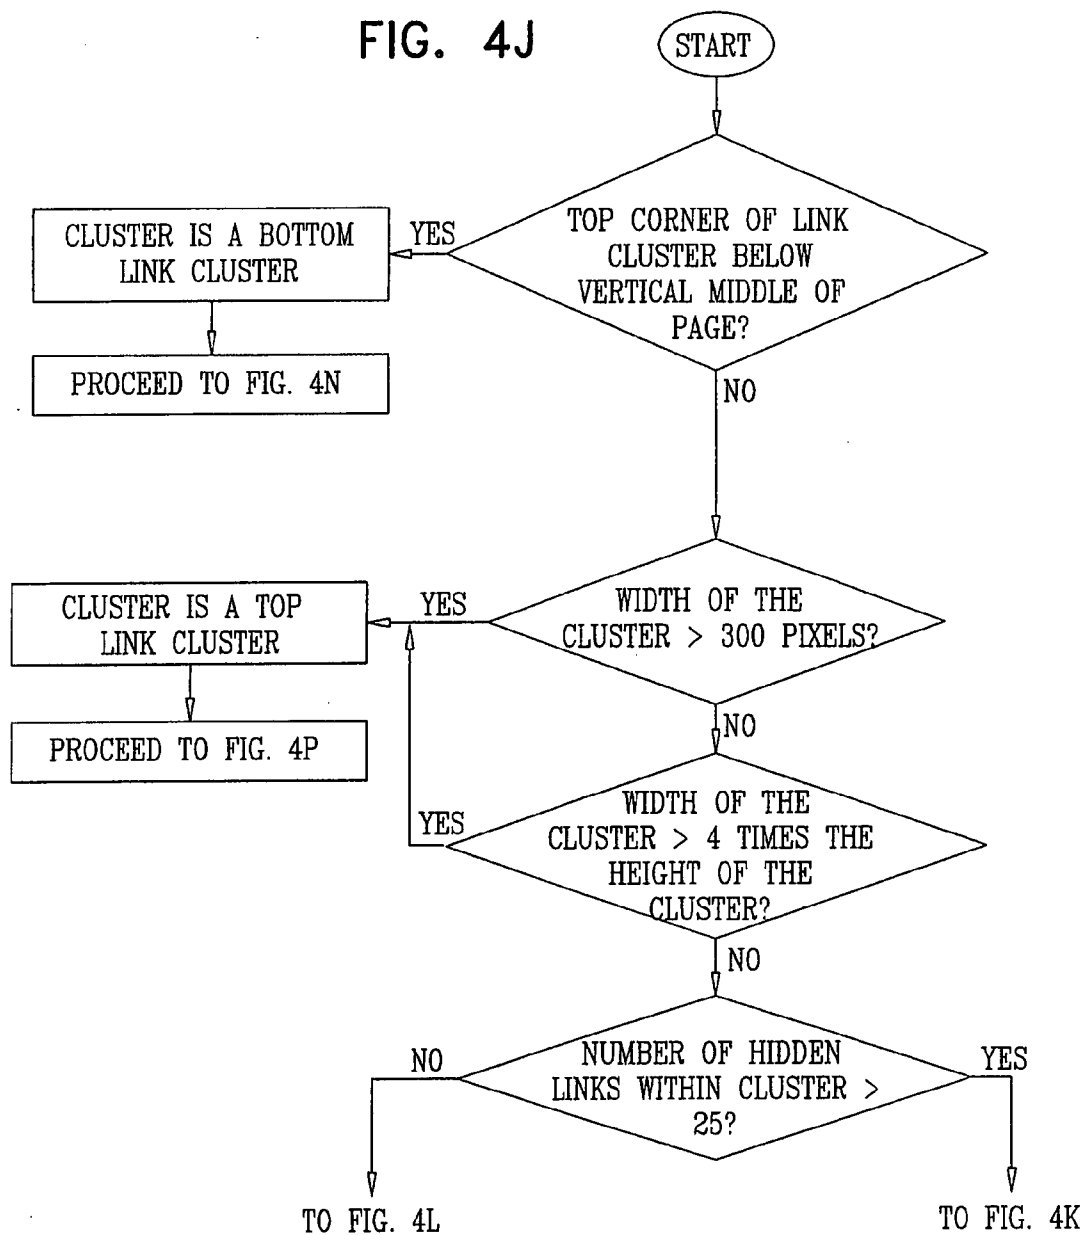 FIG. 4J
START
TOP CORNER OF LINK
CLUSTER BELOW
VERTICAL MIDDLE OF
PAGE?
YES
CLUSTER IS A BOTTOM
LINK CLUSTER
PROCEED TO FIG. 4N
NO
WIDTH OF THE
CLUSTER > 300 PIXELS?
YES
CLUSTER IS A TOP
LINK CLUSTER
PROCEED TO FIG. 4P
NO
WIDTH OF THE
CLUSTER > 4 TIMES THE
HEIGHT OF THE
CLUSTER?
YES
NO
NUMBER OF HIDDEN
LINKS WITHIN CLUSTER >
25?
NO
YES
TO FIG. 4L
TO FIG. 4K